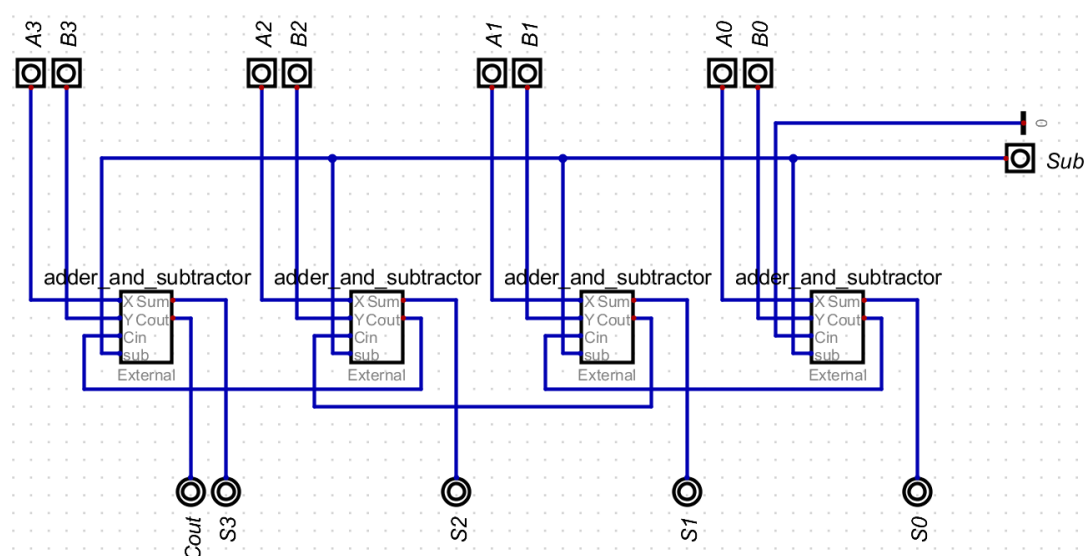 A3 B3 A2 B2 A1 B1 A0 B0
0
Sub
adder_and_subtractor adder_and_subtractor adder_and_subtractor adder_and_subtractor
X Sum X Sum X Sum X Sum
Y Cout Y Cout Y Cout Y Cout
Cin Cin Cin Cin
sub sub sub sub
External External External External
Cout S3 S2 S1 S0